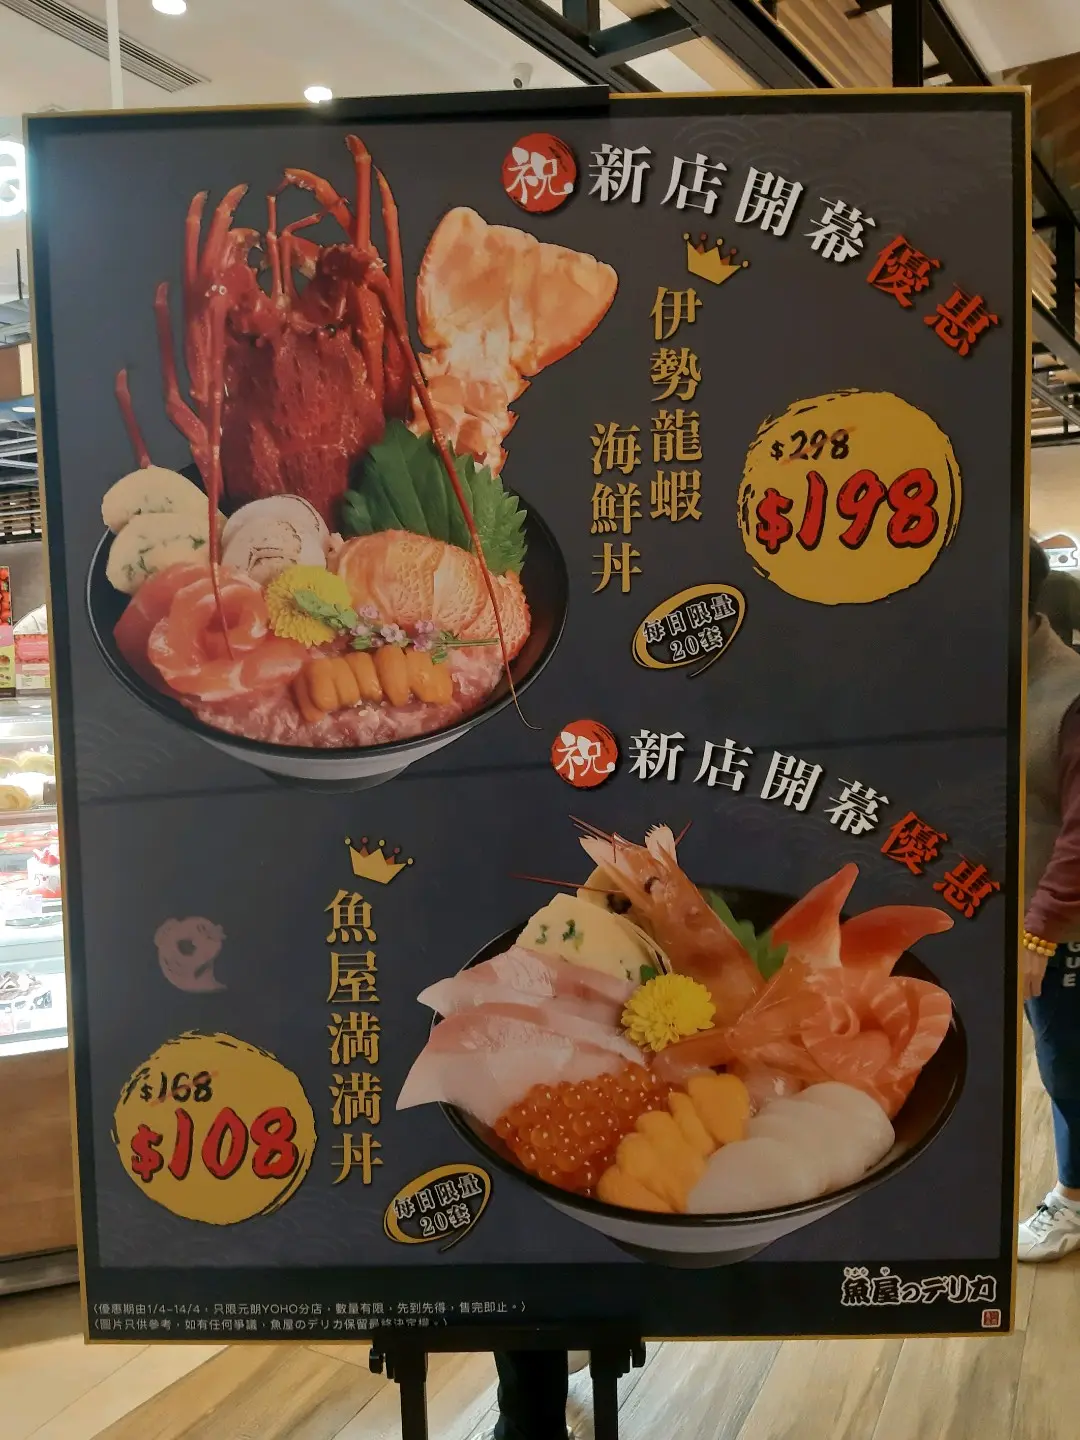 祝 新店開幕優惠
伊勢龍蝦
海鮮丼
$298
$198
每日限量
20套
祝 新店開幕優惠
魚屋満満丼
$168
$108
每日限量
20套
魚屋のデリカ
(優惠期由1/4-14/4，只限元朗YOHO分店，數量有限，先到先得，售完即止。)
(圖片只供參考，如有任何爭議，魚屋のデリカ保留最終決定權。)
GUE